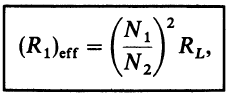 (R₁)eff = (N₁/N₂)² R_L,